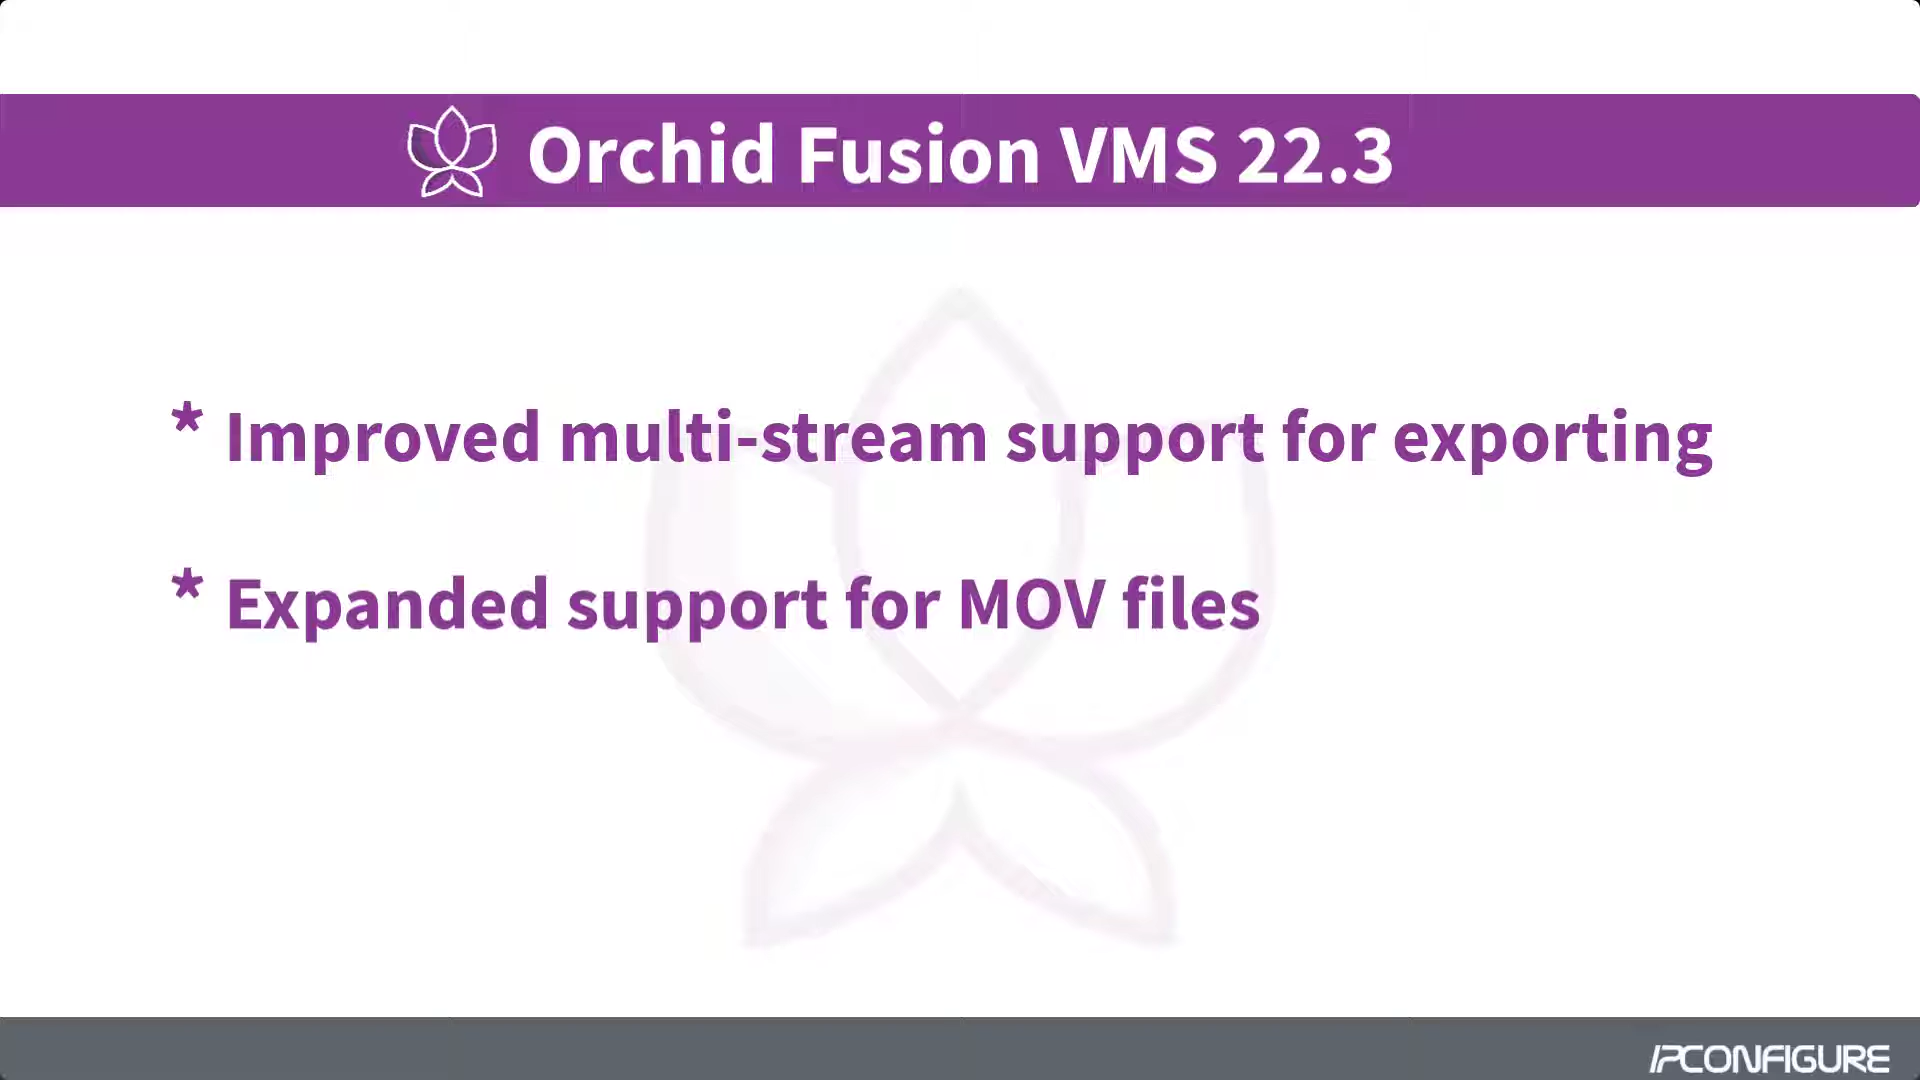 Orchid Fusion VMS 22.3
* Improved multi-stream support for exporting
* Expanded support for MOV files
IPCONFIGURE